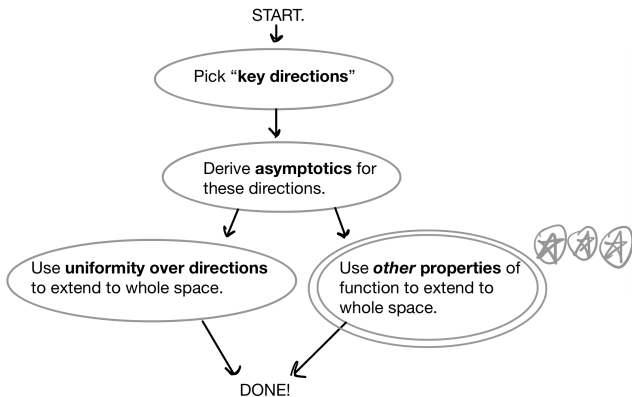 START.
Pick “key directions”
Derive asymptotics for
these directions.
Use uniformity over directions
to extend to whole space.
Use other properties of
function to extend to
whole space.
DONE!